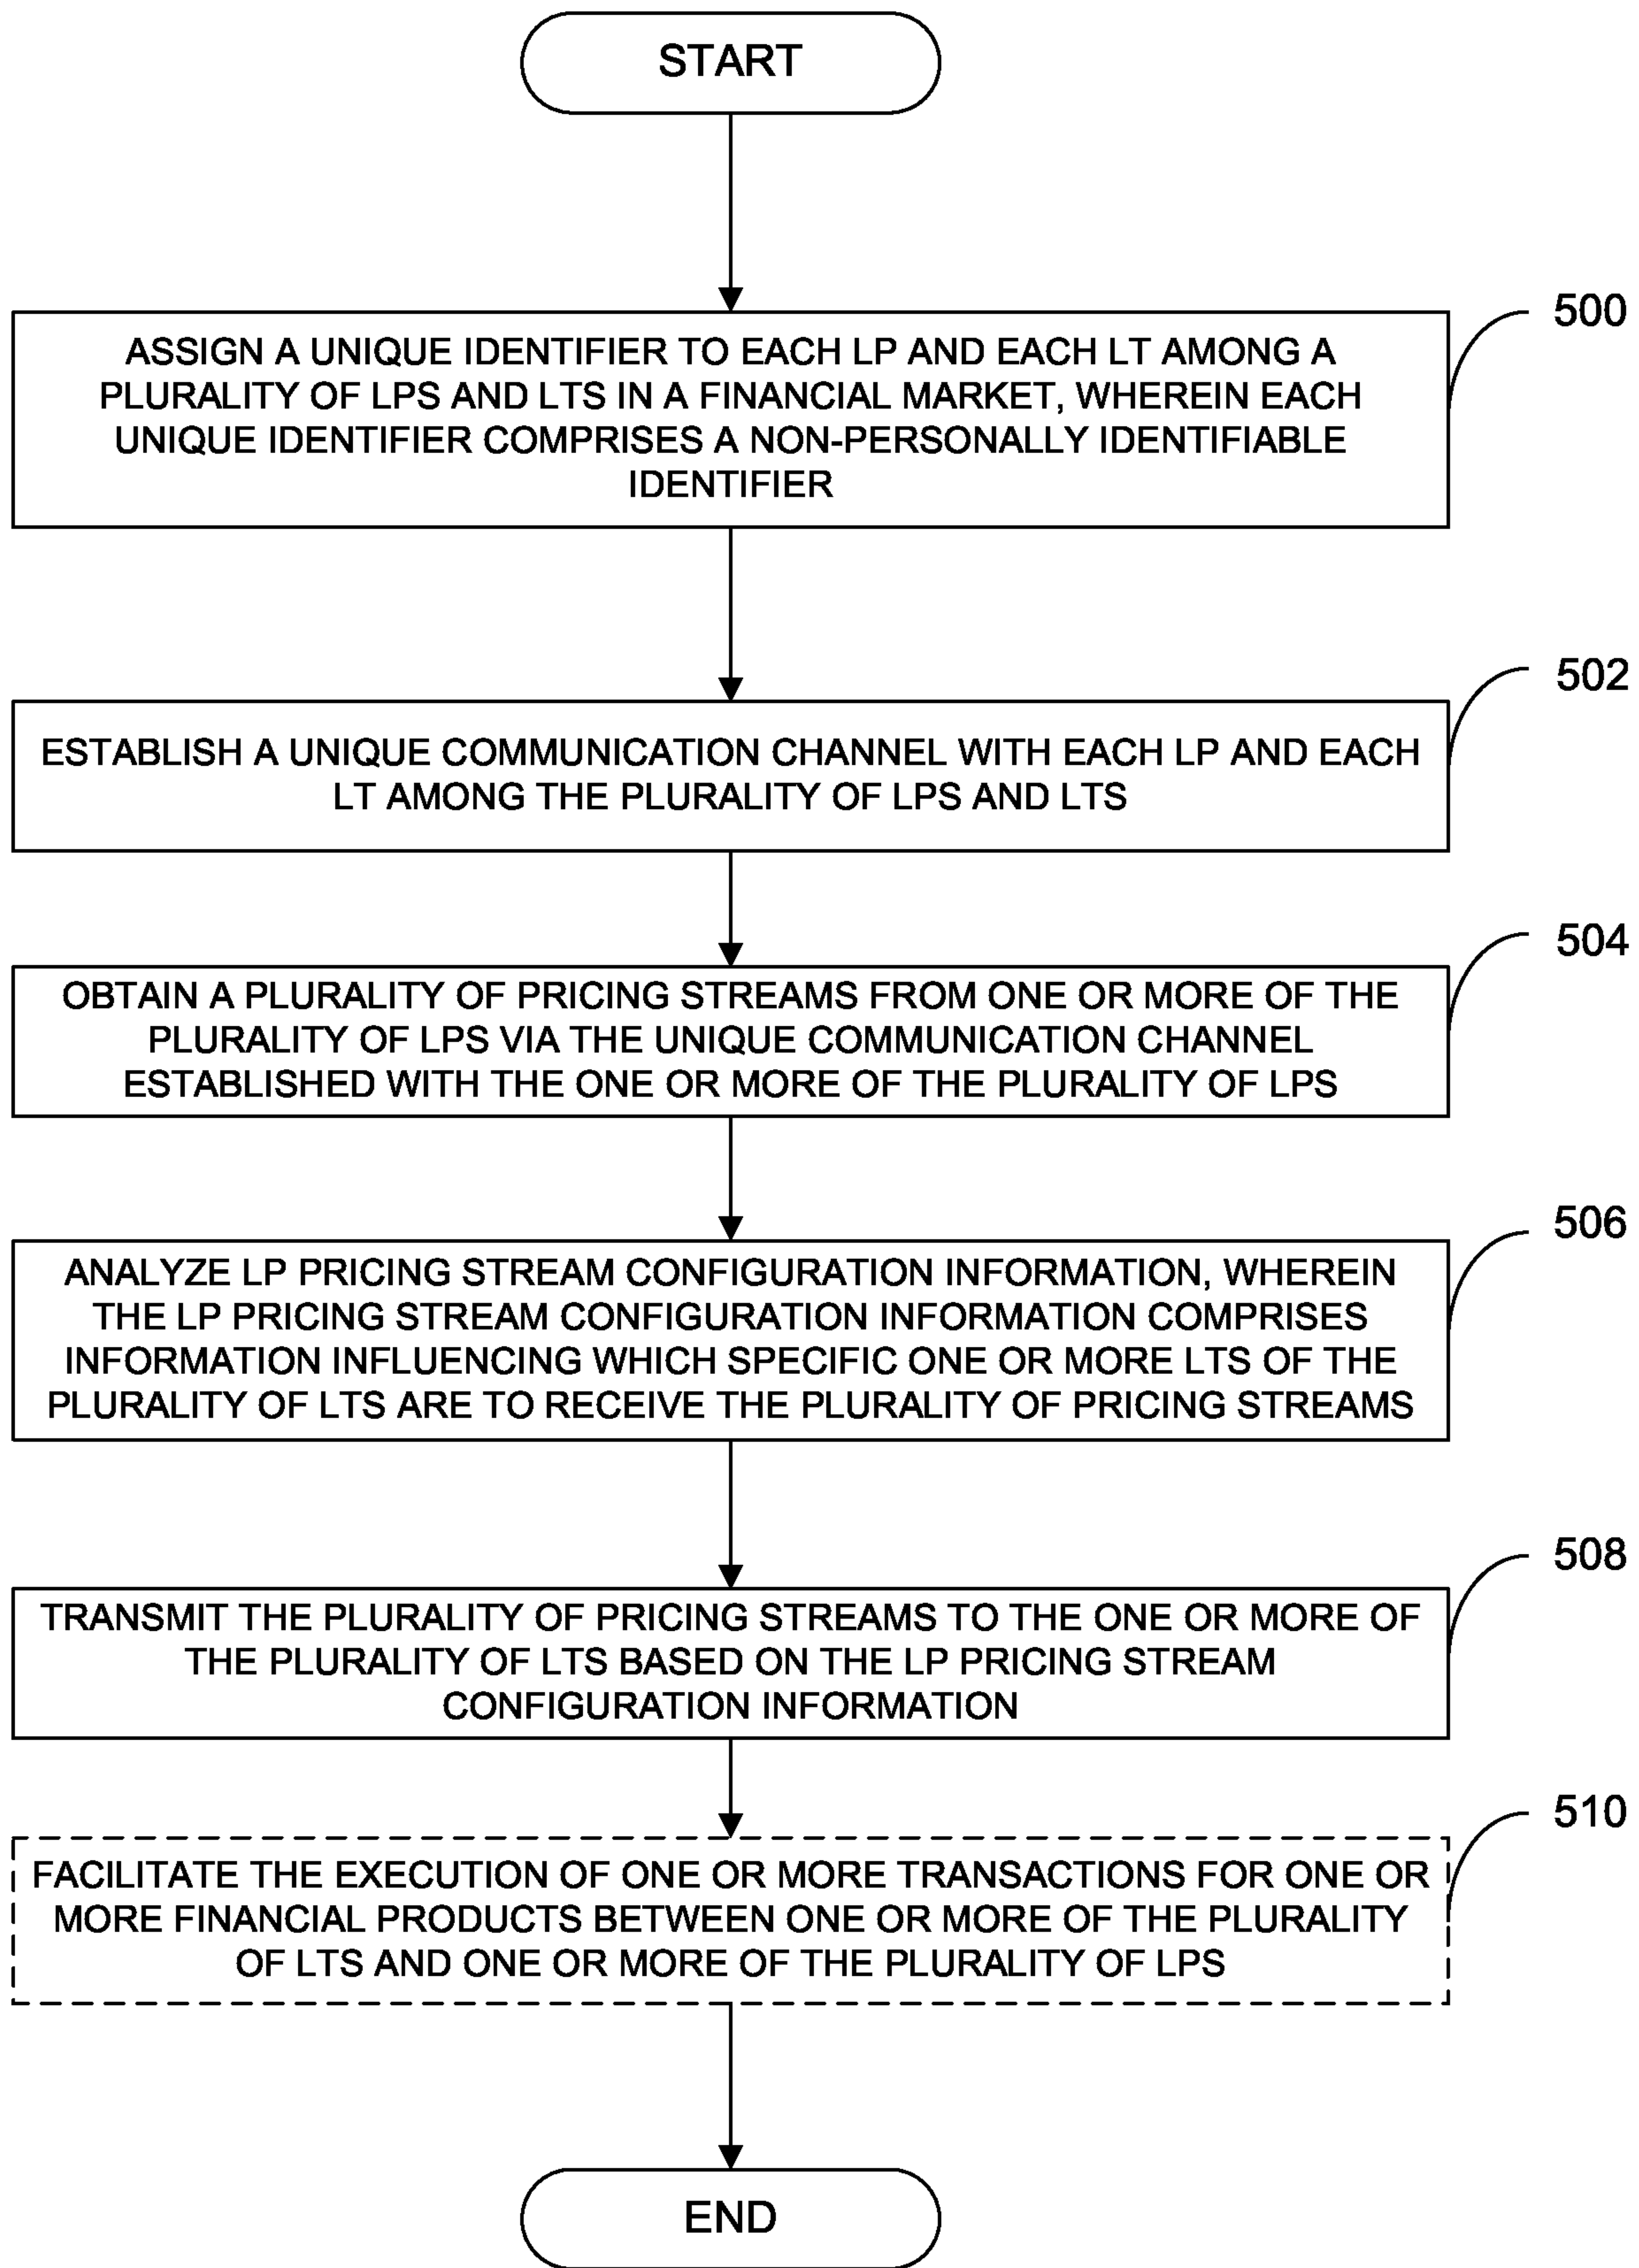 START
500
ASSIGN A UNIQUE IDENTIFIER TO EACH LP AND EACH LT AMONG A
PLURALITY OF LPS AND LTS IN A FINANCIAL MARKET, WHEREIN EACH
UNIQUE IDENTIFIER COMPRISES A NON-PERSONALLY IDENTIFIABLE
IDENTIFIER
502
ESTABLISH A UNIQUE COMMUNICATION CHANNEL WITH EACH LP AND EACH
LT AMONG THE PLURALITY OF LPS AND LTS
504
OBTAIN A PLURALITY OF PRICING STREAMS FROM ONE OR MORE OF THE
PLURALITY OF LPS VIA THE UNIQUE COMMUNICATION CHANNEL
ESTABLISHED WITH THE ONE OR MORE OF THE PLURALITY OF LPS
506
ANALYZE LP PRICING STREAM CONFIGURATION INFORMATION, WHEREIN
THE LP PRICING STREAM CONFIGURATION INFORMATION COMPRISES
INFORMATION INFLUENCING WHICH SPECIFIC ONE OR MORE LTS OF THE
PLURALITY OF LTS ARE TO RECEIVE THE PLURALITY OF PRICING STREAMS
508
TRANSMIT THE PLURALITY OF PRICING STREAMS TO THE ONE OR MORE OF
THE PLURALITY OF LTS BASED ON THE LP PRICING STREAM
CONFIGURATION INFORMATION
510
FACILITATE THE EXECUTION OF ONE OR MORE TRANSACTIONS FOR ONE OR
MORE FINANCIAL PRODUCTS BETWEEN ONE OR MORE OF THE PLURALITY
OF LTS AND ONE OR MORE OF THE PLURALITY OF LPS
END